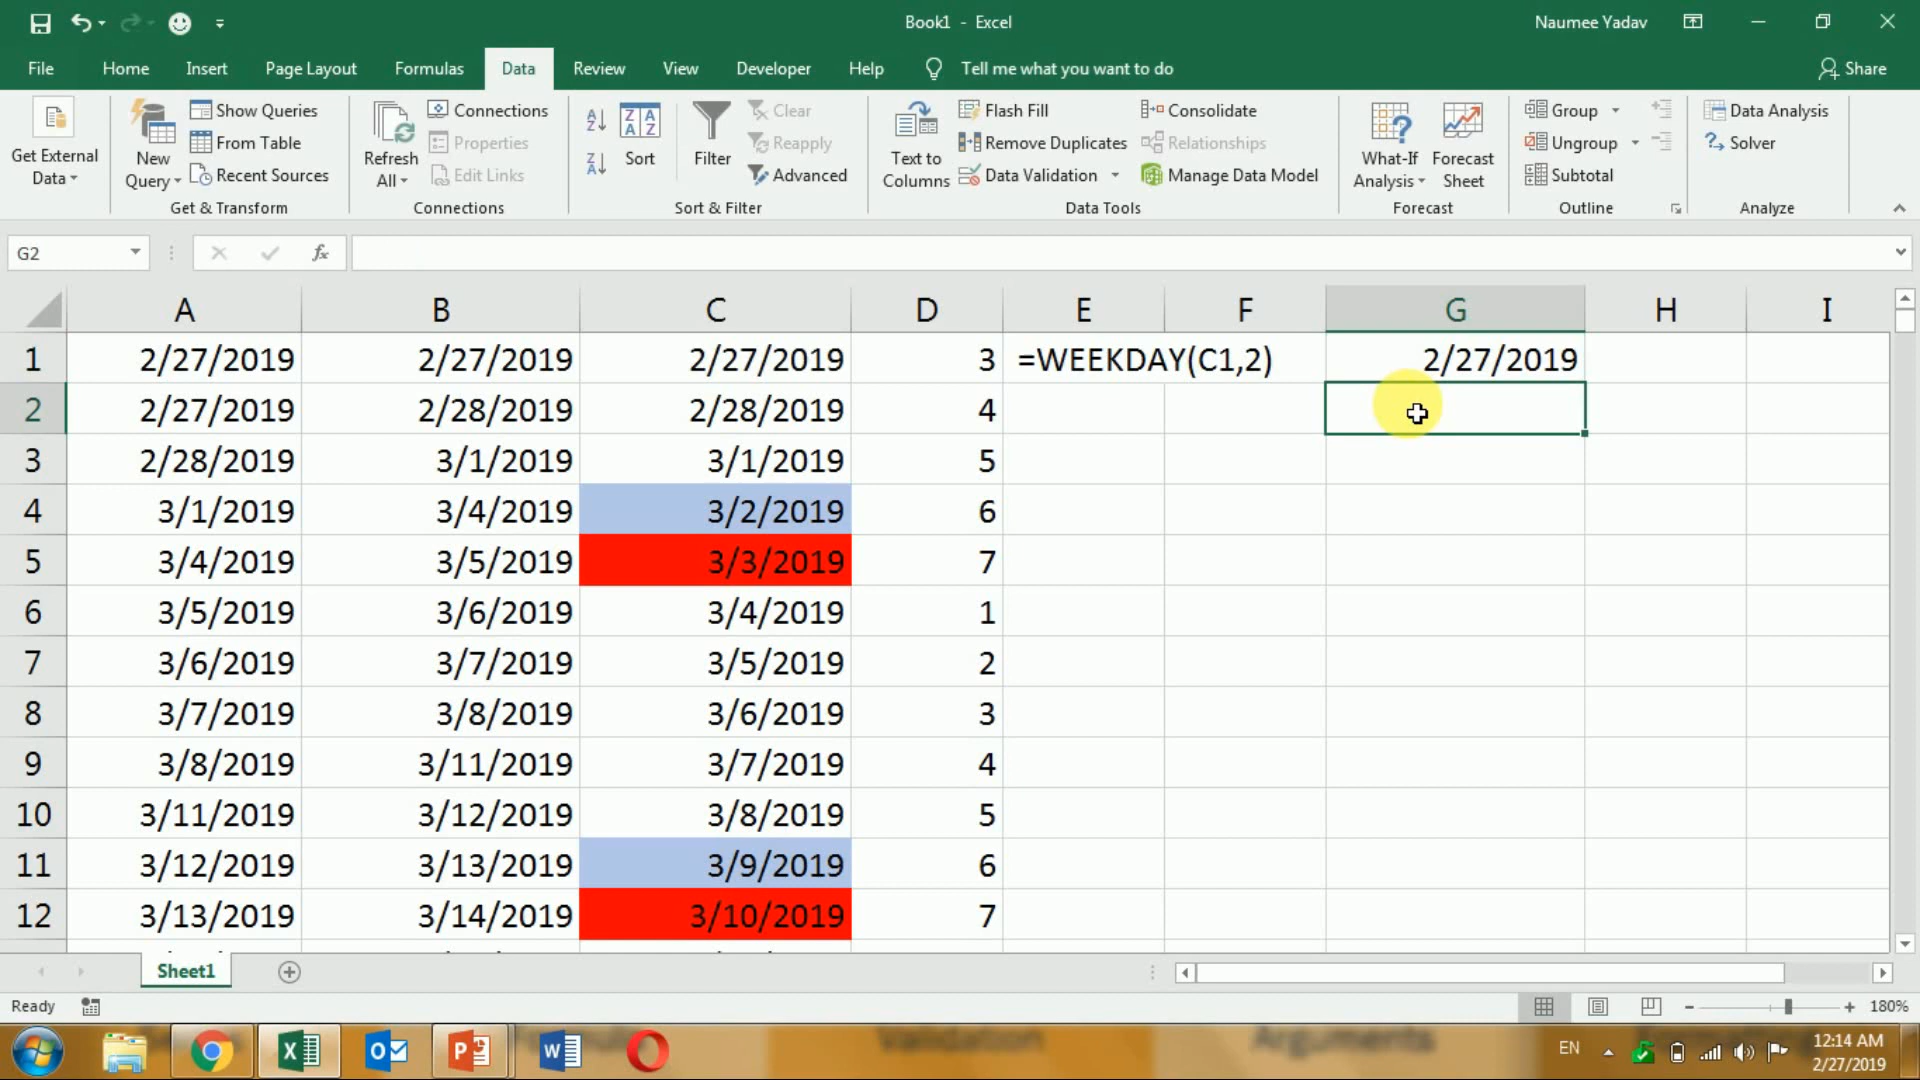 Book1 - Excel
Naumee Yadav
File Home Insert Page Layout Formulas Data Review View Developer Help Tell me what you want to do Share
Get External Data
New Query
Show Queries
From Table
Recent Sources
Get & Transform
Refresh All
Connections
Properties
Edit Links
Connections
Sort
Filter
Clear
Reapply
Advanced
Sort & Filter
Text to Columns
Flash Fill
Remove Duplicates
Data Validation
Consolidate
Relationships
Manage Data Model
Data Tools
What-If Analysis
Forecast Sheet
Forecast
Group
Ungroup
Subtotal
Outline
Data Analysis
Solver
Analyze
G2 fx
A B C D E F G H I
1 2/27/2019 2/27/2019 2/27/2019 3 =WEEKDAY(C1,2) 2/27/2019
2 2/27/2019 2/28/2019 2/28/2019 4
3 2/28/2019 3/1/2019 3/1/2019 5
4 3/1/2019 3/4/2019 3/2/2019 6
5 3/4/2019 3/5/2019 3/3/2019 7
6 3/5/2019 3/6/2019 3/4/2019 1
7 3/6/2019 3/7/2019 3/5/2019 2
8 3/7/2019 3/8/2019 3/6/2019 3
9 3/8/2019 3/11/2019 3/7/2019 4
10 3/11/2019 3/12/2019 3/8/2019 5
11 3/12/2019 3/13/2019 3/9/2019 6
12 3/13/2019 3/14/2019 3/10/2019 7
Sheet1
Ready
180%
Validation Arguments
EN
12:14 AM
2/27/2019